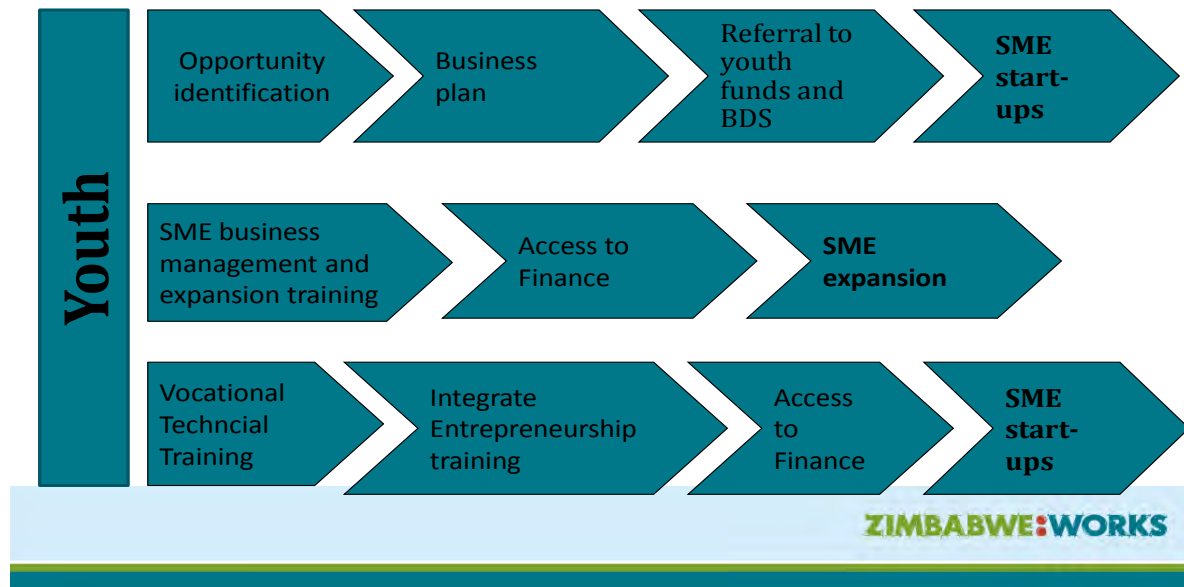 Youth
Opportunity
identification
Business
plan
Referral to
youth
funds and
BDS
SME
start-
ups
SME business
management and
expansion training
Access to
Finance
SME
expansion
Vocational
Techncial
Training
Integrate
Entrepreneurship
training
Access
to
Finance
SME
start-
ups
ZIMBABWE:WORKS